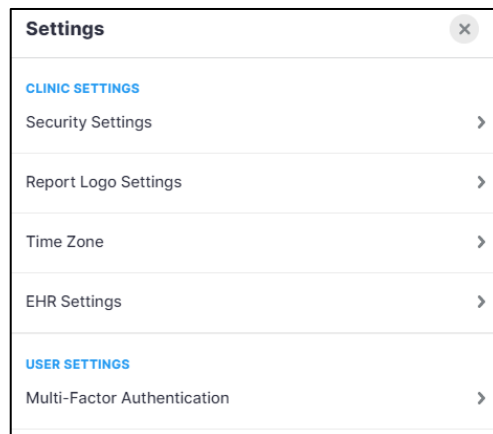 Settings
CLINIC SETTINGS
Security Settings
Report Logo Settings
Time Zone
EHR Settings
USER SETTINGS
Multi-Factor Authentication